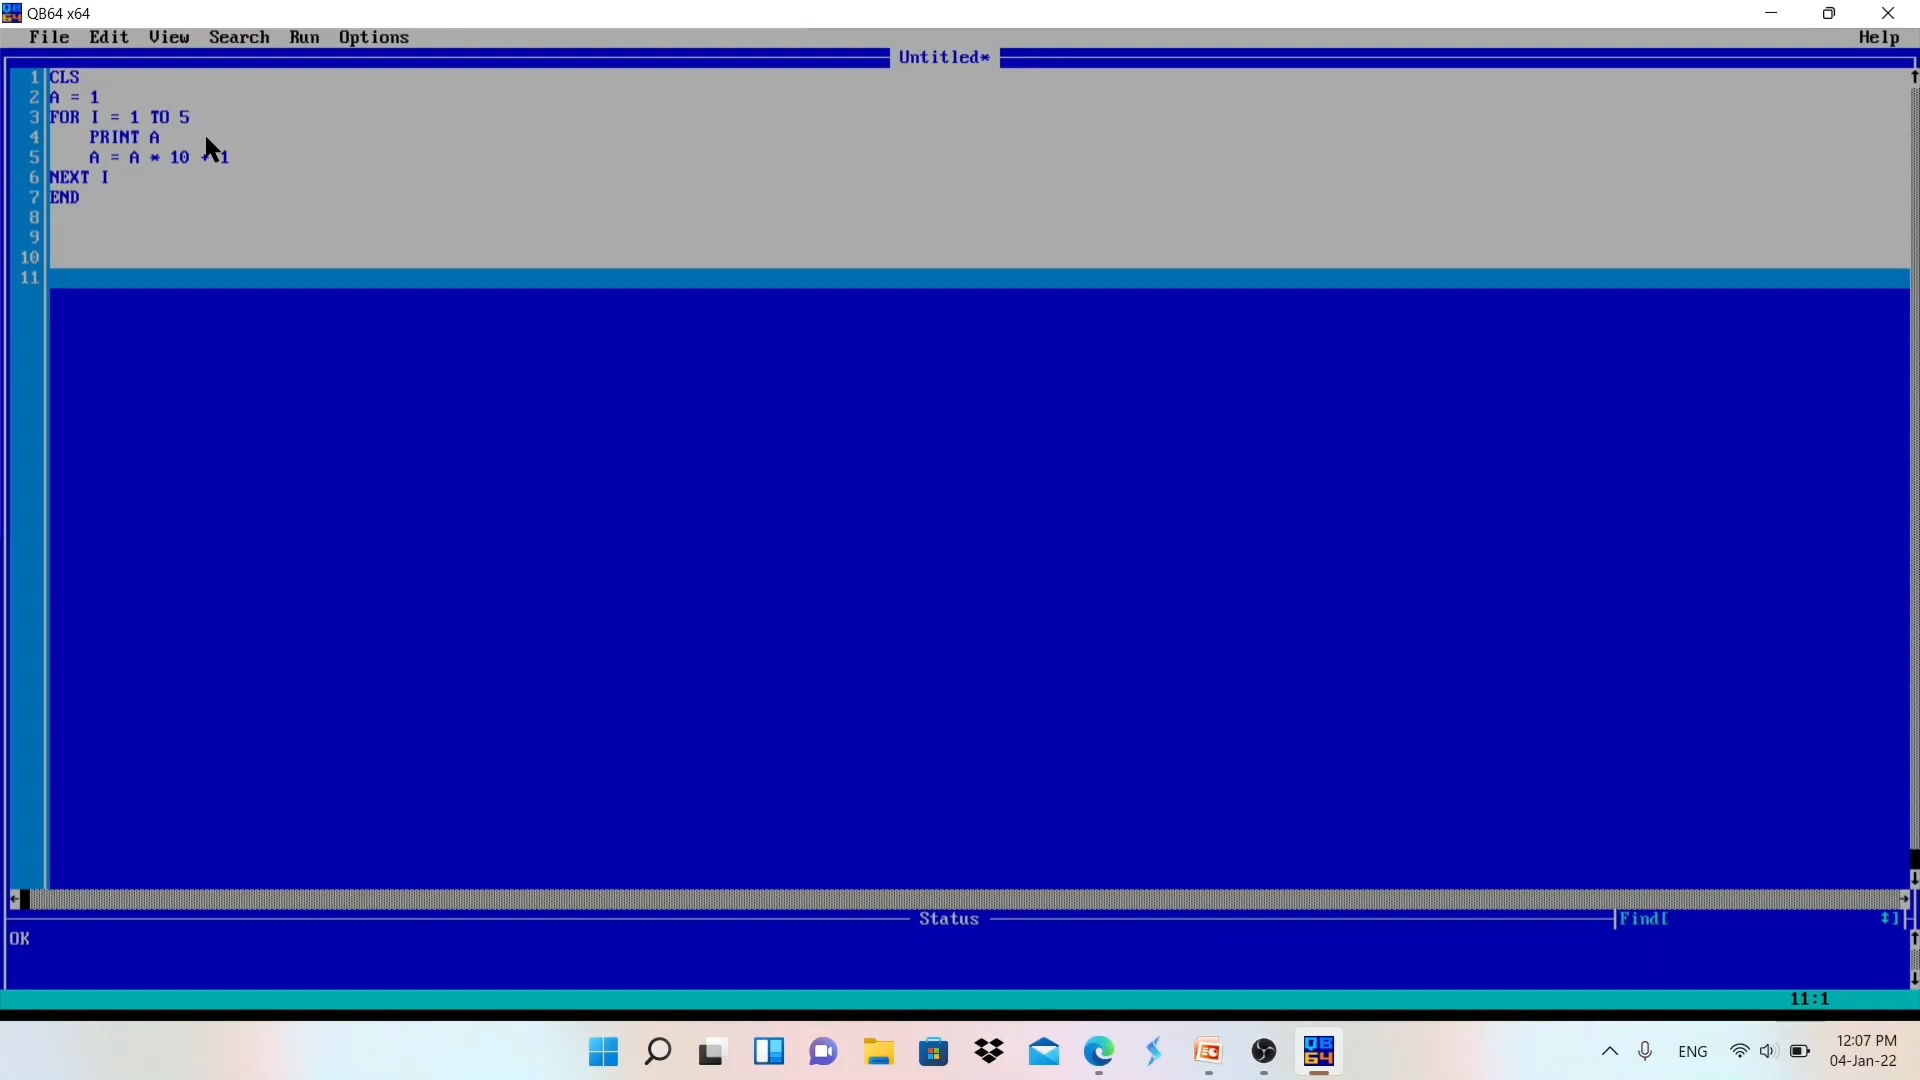 QB64 x64
File Edit View Search Run Options Help
Untitled*
1 CLS
2 A = 1
3 FOR I = 1 TO 5
4 PRINT A
5 A = A * 10 + 1
6 NEXT I
7 END
8
9
10
11
Status
Find[ ]
OK
11:1
QB64
ENG
12:07 PM
04-Jan-22